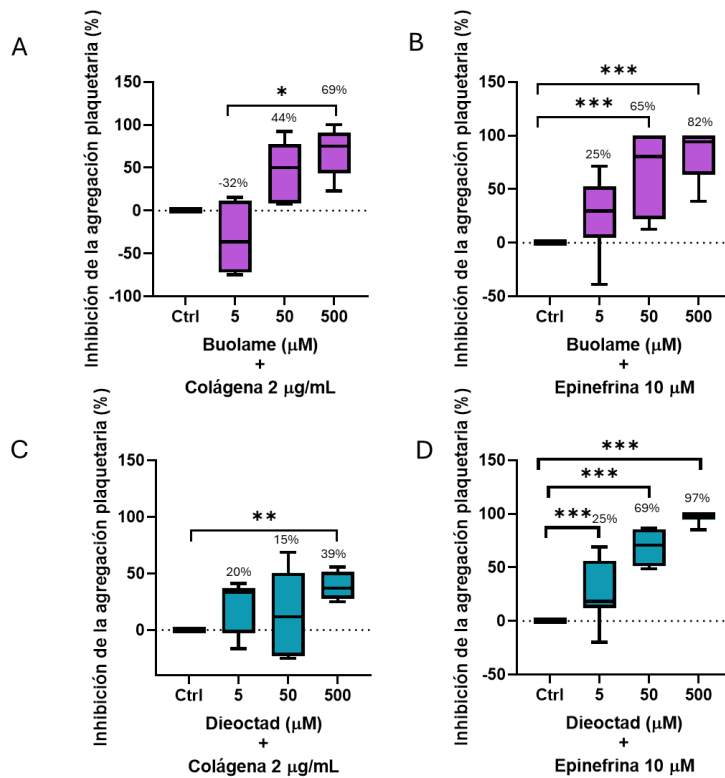 A
Inhibición de la agregación plaquetaria (%)
150
100
50
0
-50
-100
*
69%
44%
-32%
Ctrl 5 50 500
Buolame (μM)
+
Colágena 2 μg/mL
B
Inhibición de la agregación plaquetaria (%)
150
100
50
0
-50
***
***
65%
82%
25%
Ctrl 5 50 500
Buolame (μM)
+
Epinefrina 10 μM
C
Inhibición de la agregación plaquetaria (%)
150
100
50
0
**
15%
39%
20%
Ctrl 5 50 500
Dieoctad (μM)
+
Colágena 2 μg/mL
D
Inhibición de la agregación plaquetaria (%)
150
100
50
0
-50
***
***
***
97%
69%
25%
Ctrl 5 50 500
Dieoctad (μM)
+
Epinefrina 10 μM